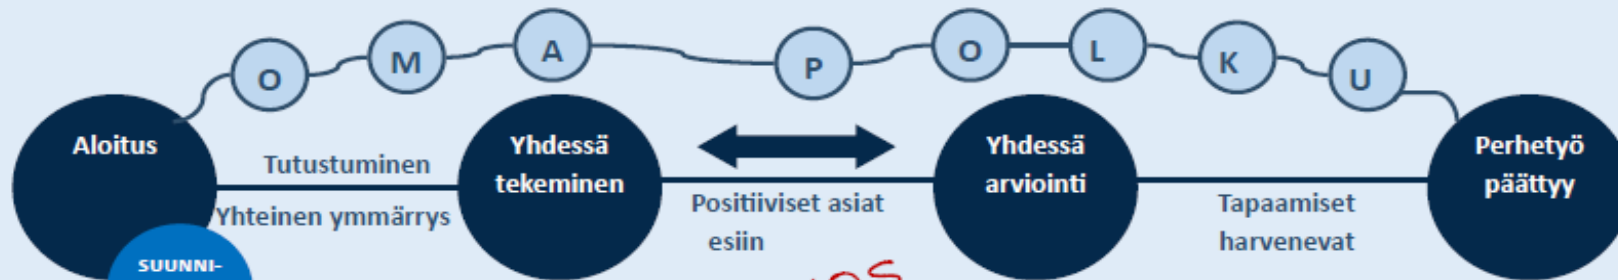 O M A P O L K U
Aloitus
Tutustuminen
Yhteinen ymmärrys
SUUNNI-
Yhdessä
tekeminen
Positiiviset asiat
esiin
Yhdessä
arviointi
Tapaamiset
harvenevat
Perhetyö
päättyy